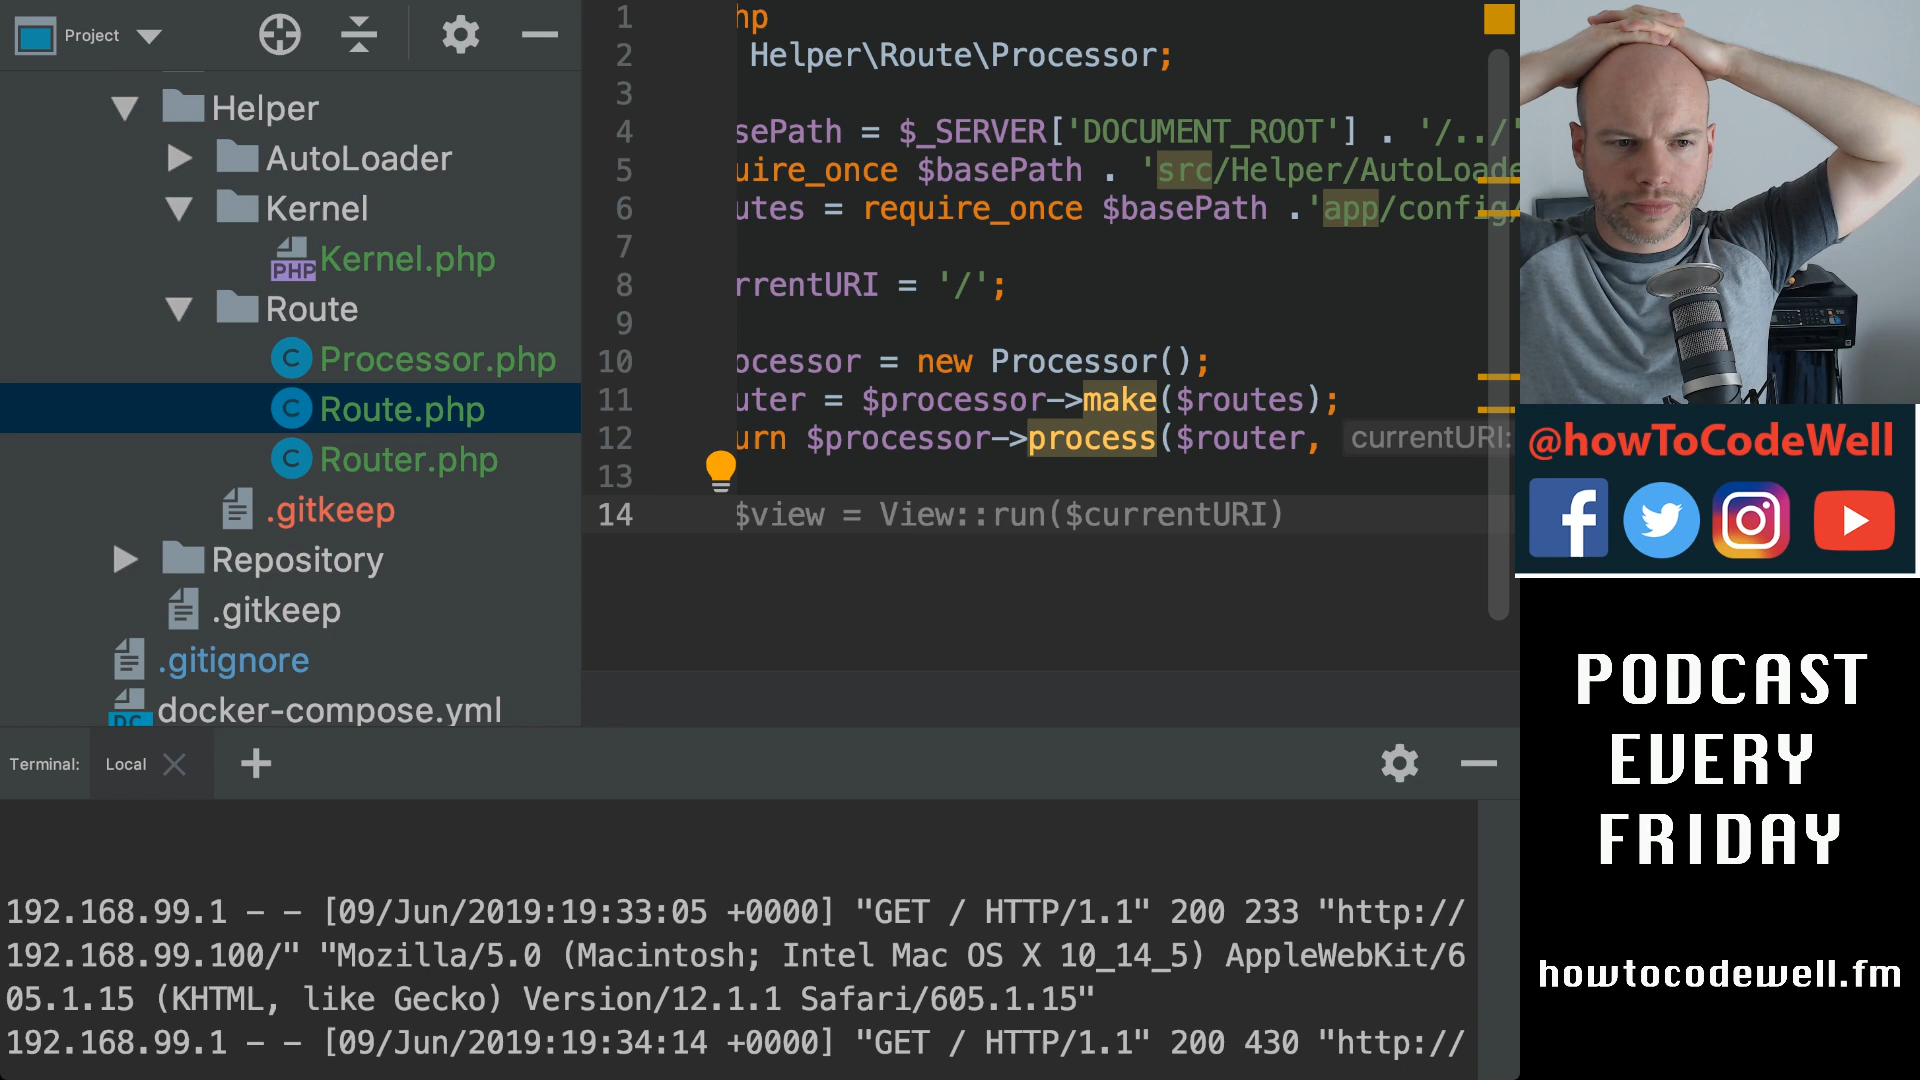 Project
Helper
AutoLoader
Kernel
PHP Kernel.php
Route
C Processor.php
C Route.php
C Router.php
.gitkeep
Repository
.gitkeep
.gitignore
DC docker-compose.yml
1 hp
2 Helper\Route\Processor;
3
4 sePath = $_SERVER['DOCUMENT_ROOT'] . '/../'
5 uire_once $basePath . 'src/Helper/AutoLoade
6 utes = require_once $basePath .'app/config/
7
8 rrentURI = '/';
9
10 ocessor = new Processor();
11 uter = $processor->make($routes);
12 urn $processor->process($router, currentURI:
13
14 $view = View::run($currentURI)
Terminal: Local
192.168.99.1 - - [09/Jun/2019:19:33:05 +0000] "GET / HTTP/1.1" 200 233 "http://
192.168.99.100/" "Mozilla/5.0 (Macintosh; Intel Mac OS X 10_14_5) AppleWebKit/6
05.1.15 (KHTML, like Gecko) Version/12.1.1 Safari/605.1.15"
192.168.99.1 - - [09/Jun/2019:19:34:14 +0000] "GET / HTTP/1.1" 200 430 "http://
@howToCodeWell
PODCAST
EVERY
FRIDAY
howtocodewell.fm